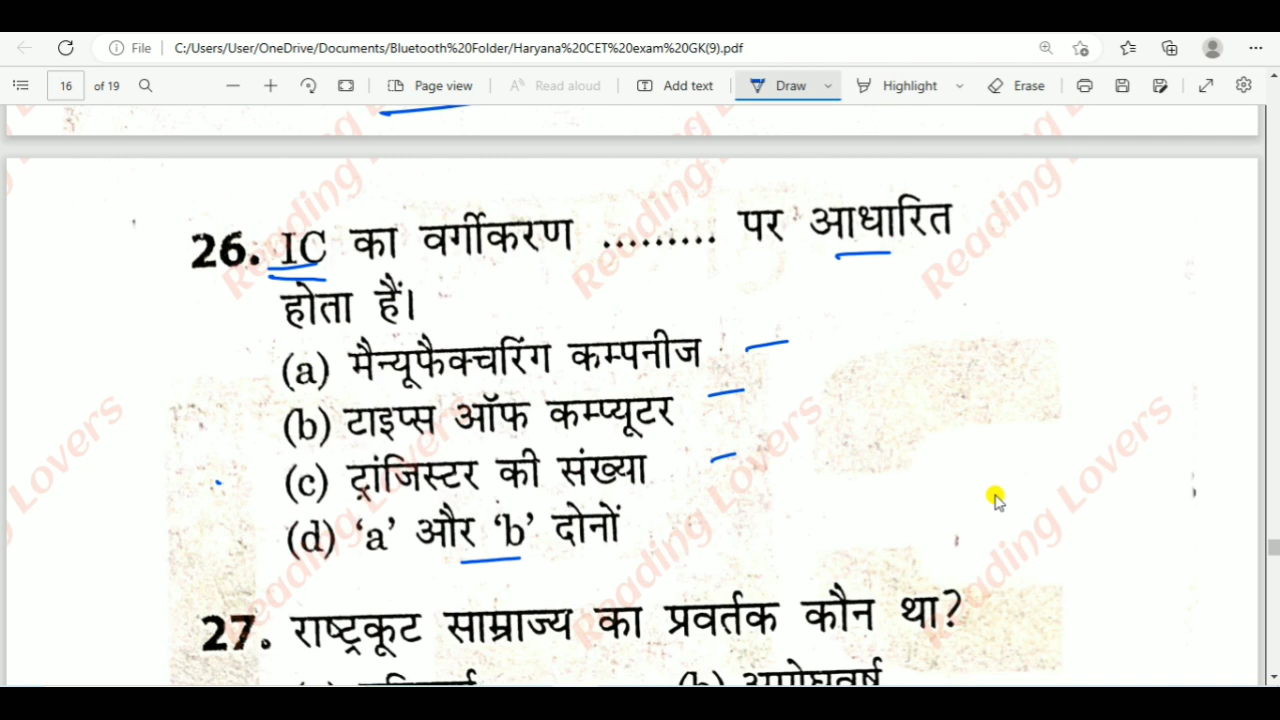 File C:/Users/User/OneDrive/Documents/Bluetooth%20Folder/Haryana%20CET%20exam%20GK(9).pdf
16 of 19 Page view Read aloud Add text Draw Highlight Erase
26. IC का वर्गीकरण ......... पर आधारित
होता हैं।
(a) मैन्यूफैक्चरिंग कम्पनीज
(b) टाइप्स ऑफ कम्प्यूटर
(c) ट्रांजिस्टर की संख्या
(d) 'a' और 'b' दोनों
27. राष्ट्रकूट साम्राज्य का प्रवर्तक कौन था?
(b) अमोघवर्ष
Reading Lovers